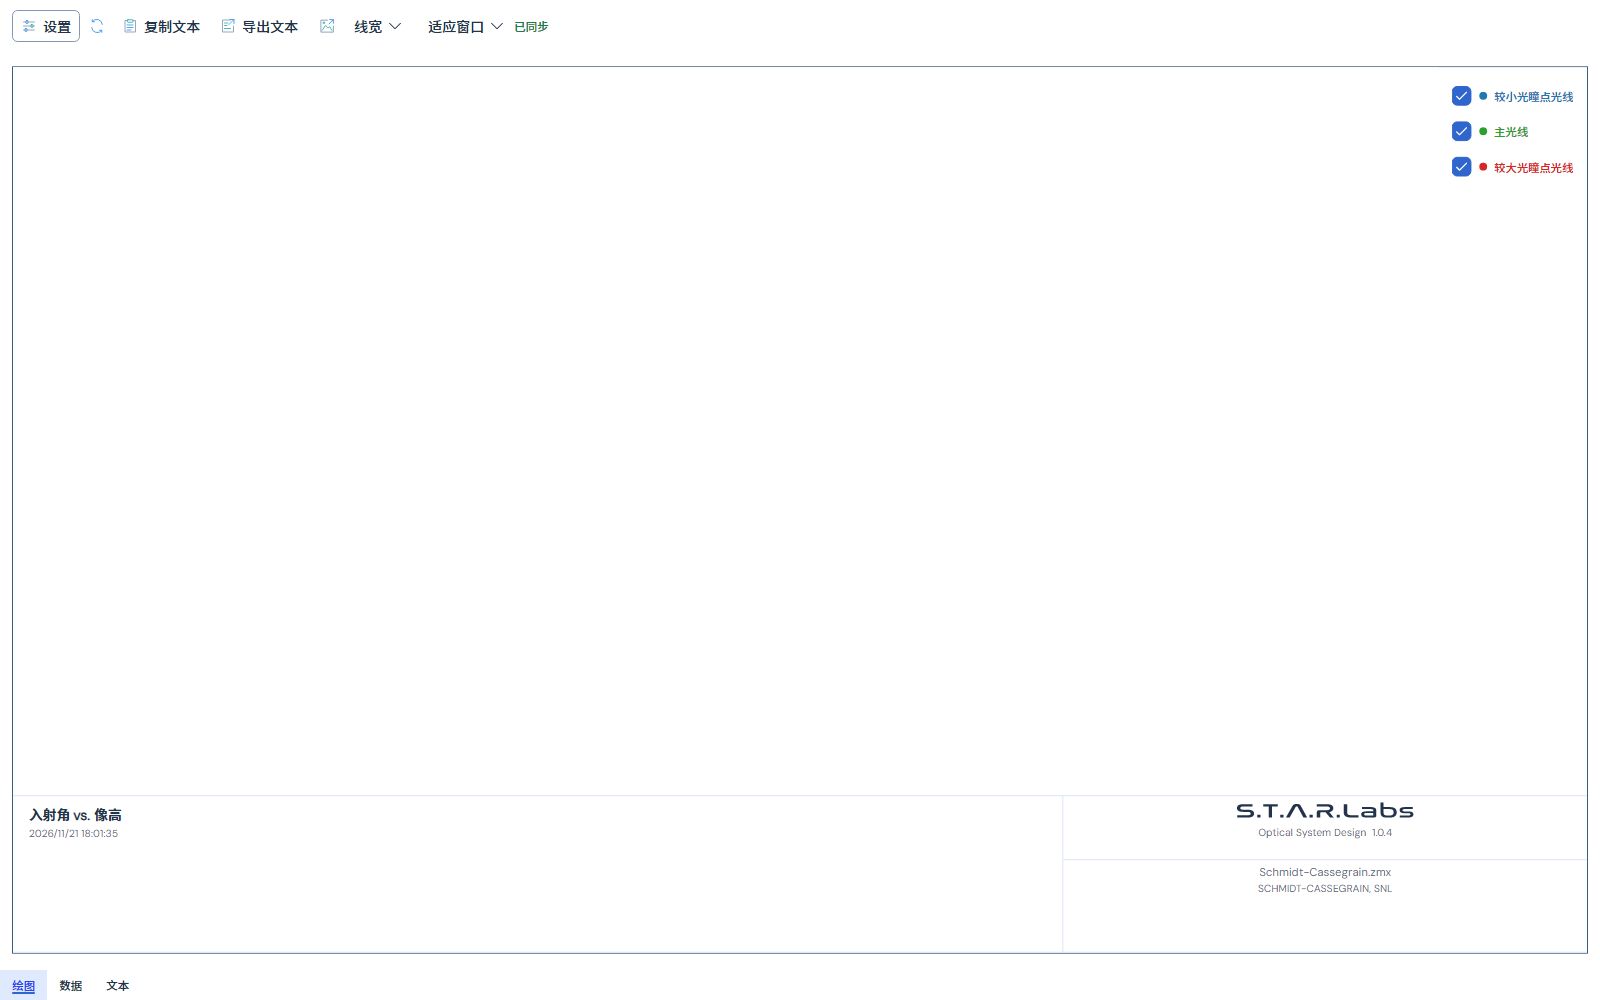 设置 复制文本 导出文本 线宽 适应窗口 已同步
较小光瞳点光线
主光线
较大光瞳点光线
入射角 vs. 像高
2026/11/21 18:01:35
S.T.A.R.Labs
Optical System Design 1.0.4
Schmidt-Cassegrain.zmx
SCHMIDT-CASSEGRAIN, SNL
绘图 数据 文本